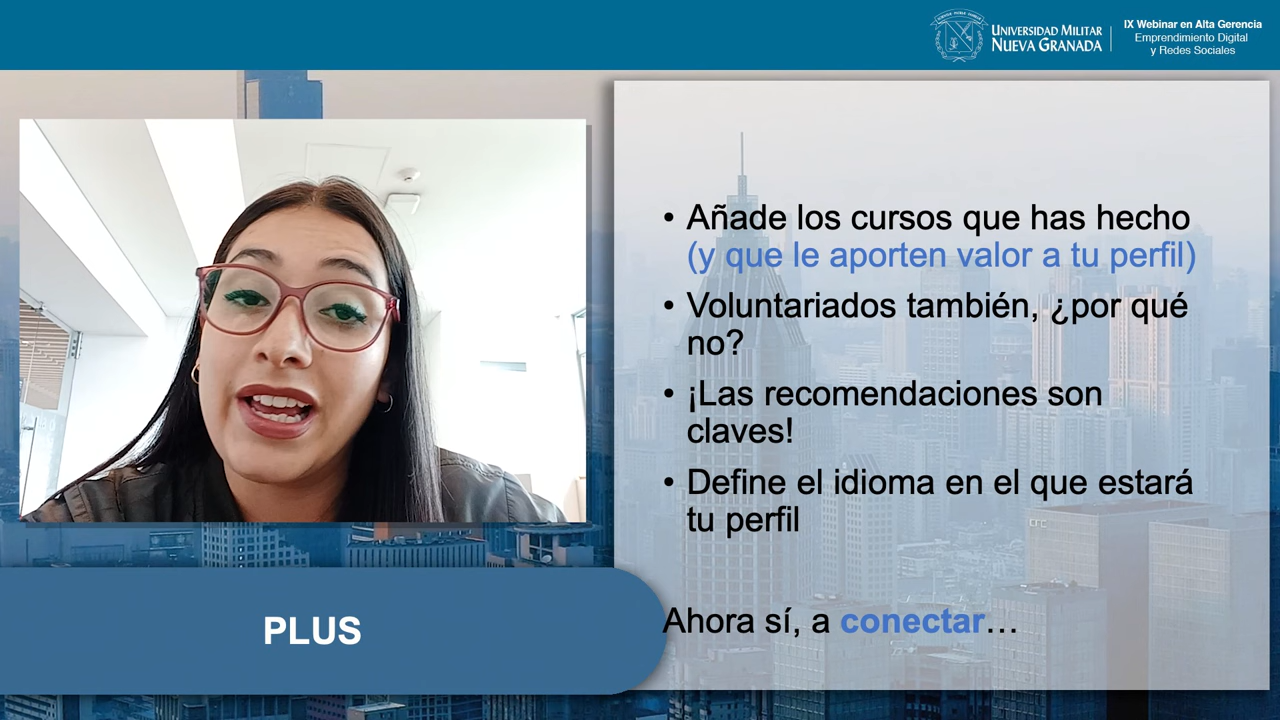 UNIVERSIDAD MILITAR
NUEVA GRANADA
IX Webinar en Alta Gerencia
Emprendimiento Digital
y Redes Sociales
• Añade los cursos que has hecho
(y que le aporten valor a tu perfil)
• Voluntariados también, ¿por qué
no?
• ¡Las recomendaciones son
claves!
• Define el idioma en el que estará
tu perfil
Ahora sí, a conectar…
PLUS